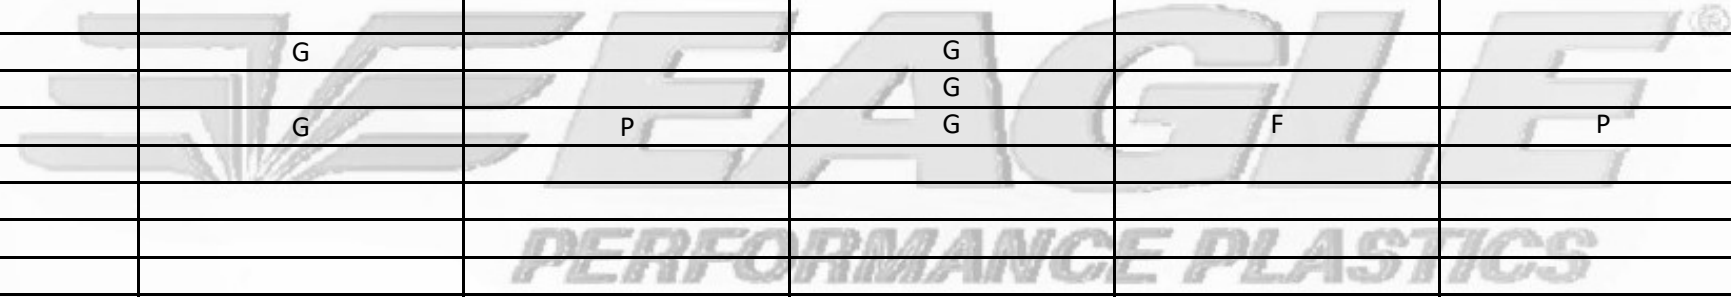 EAGLE®
G G
G
G P G F P
PERFORMANCE PLASTICS